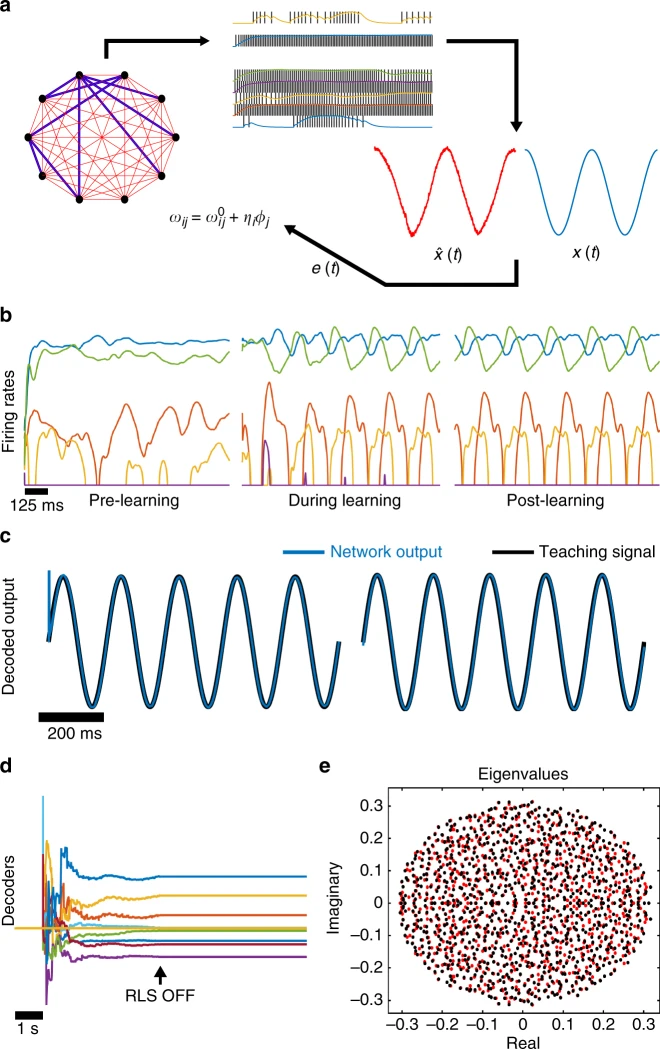 a
ω_ij = ω⁰_ij + η_i ϕ_j
x̂ (t)
x (t)
e (t)
b
Firing rates
125 ms
Pre-learning
During learning
Post-learning
c
Network output
Teaching signal
Decoded output
200 ms
d
Decoders
RLS OFF
1 s
e
Eigenvalues
Imaginary
0.3
0.2
0.1
0
–0.1
–0.2
–0.3
–0.3 –0.2 –0.1 0 0.1 0.2 0.3
Real